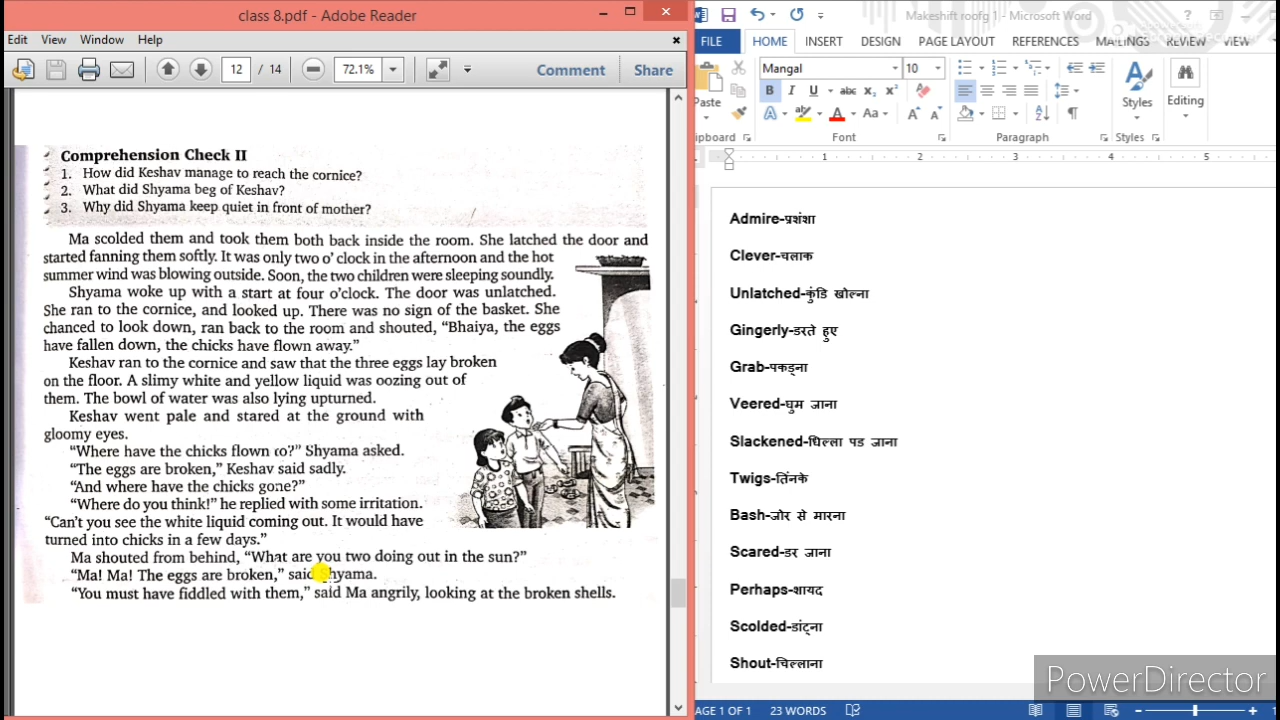 class 8.pdf - Adobe Reader
Edit View Window Help
12 / 14 72.1% Comment Share
Comprehension Check II
1. How did Keshav manage to reach the cornice?
2. What did Shyama beg of Keshav?
3. Why did Shyama keep quiet in front of mother?
Ma scolded them and took them both back inside the room. She latched the door and
started fanning them softly. It was only two o' clock in the afternoon and the hot
summer wind was blowing outside. Soon, the two children were sleeping soundly.
Shyama woke up with a start at four o'clock. The door was unlatched.
She ran to the cornice, and looked up. There was no sign of the basket. She
chanced to look down, ran back to the room and shouted, "Bhaiya, the eggs
have fallen down, the chicks have flown away."
Keshav ran to the cornice and saw that the three eggs lay broken
on the floor. A slimy white and yellow liquid was oozing out of
them. The bowl of water was also lying upturned.
Keshav went pale and stared at the ground with
gloomy eyes.
"Where have the chicks flown to?" Shyama asked.
"The eggs are broken," Keshav said sadly.
"And where have the chicks gone?"
"Where do you think!" he replied with some irritation.
"Can't you see the white liquid coming out. It would have
turned into chicks in a few days."
Ma shouted from behind, "What are you two doing out in the sun?"
"Ma! Ma! The eggs are broken," said Shyama.
"You must have fiddled with them," said Ma angrily, looking at the broken shells.
Makeshift roofg 1 - Microsoft Word
FILE HOME INSERT DESIGN PAGE LAYOUT REFERENCES MAILINGS REVIEW VIEW
Paste Mangal 10 Styles Editing
lipboard Font Paragraph Styles
1 2 3 4 5
Admire-प्रशंशा
Clever-चलाक
Unlatched-कुंडि खोल्ना
Gingerly-डरते हुए
Grab-पकड्ना
Veered-घुम जाना
Slackened-धिल्ला पड जाना
Twigs-तिंनके
Bash-जोर से मारना
Scared-डर जाना
Perhaps-शायद
Scolded-डांट्ना
Shout-चिल्लाना
PowerDirector
AGE 1 OF 1 23 WORDS